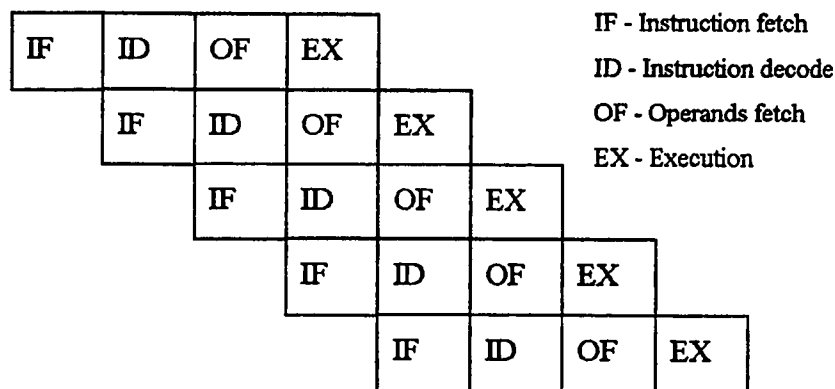 IF ID OF EX
IF ID OF EX
IF ID OF EX
IF ID OF EX
IF ID OF EX
IF - Instruction fetch
ID - Instruction decode
OF - Operands fetch
EX - Execution